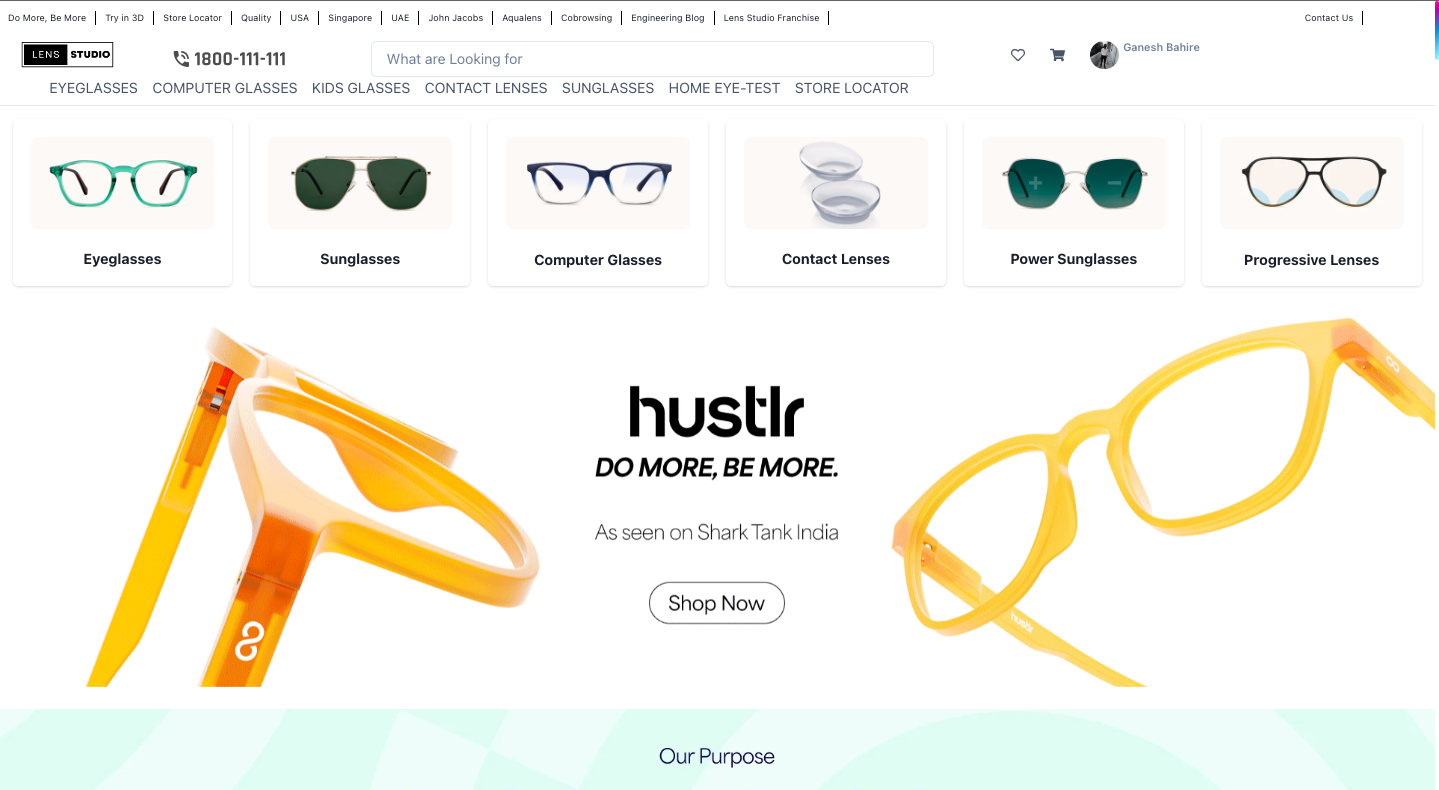 Do More, Be More Try in 3D Store Locator Quality USA Singapore UAE John Jacobs Aqualens Cobrowsing Engineering Blog Lens Studio Franchise Contact Us
LENS STUDIO 1800-111-111 What are Looking for Ganesh Bahire
EYEGLASSES COMPUTER GLASSES KIDS GLASSES CONTACT LENSES SUNGLASSES HOME EYE-TEST STORE LOCATOR
Eyeglasses Sunglasses Computer Glasses Contact Lenses Power Sunglasses Progressive Lenses
hustlr
DO MORE, BE MORE.
As seen on Shark Tank India
Shop Now
hustlr
Our Purpose